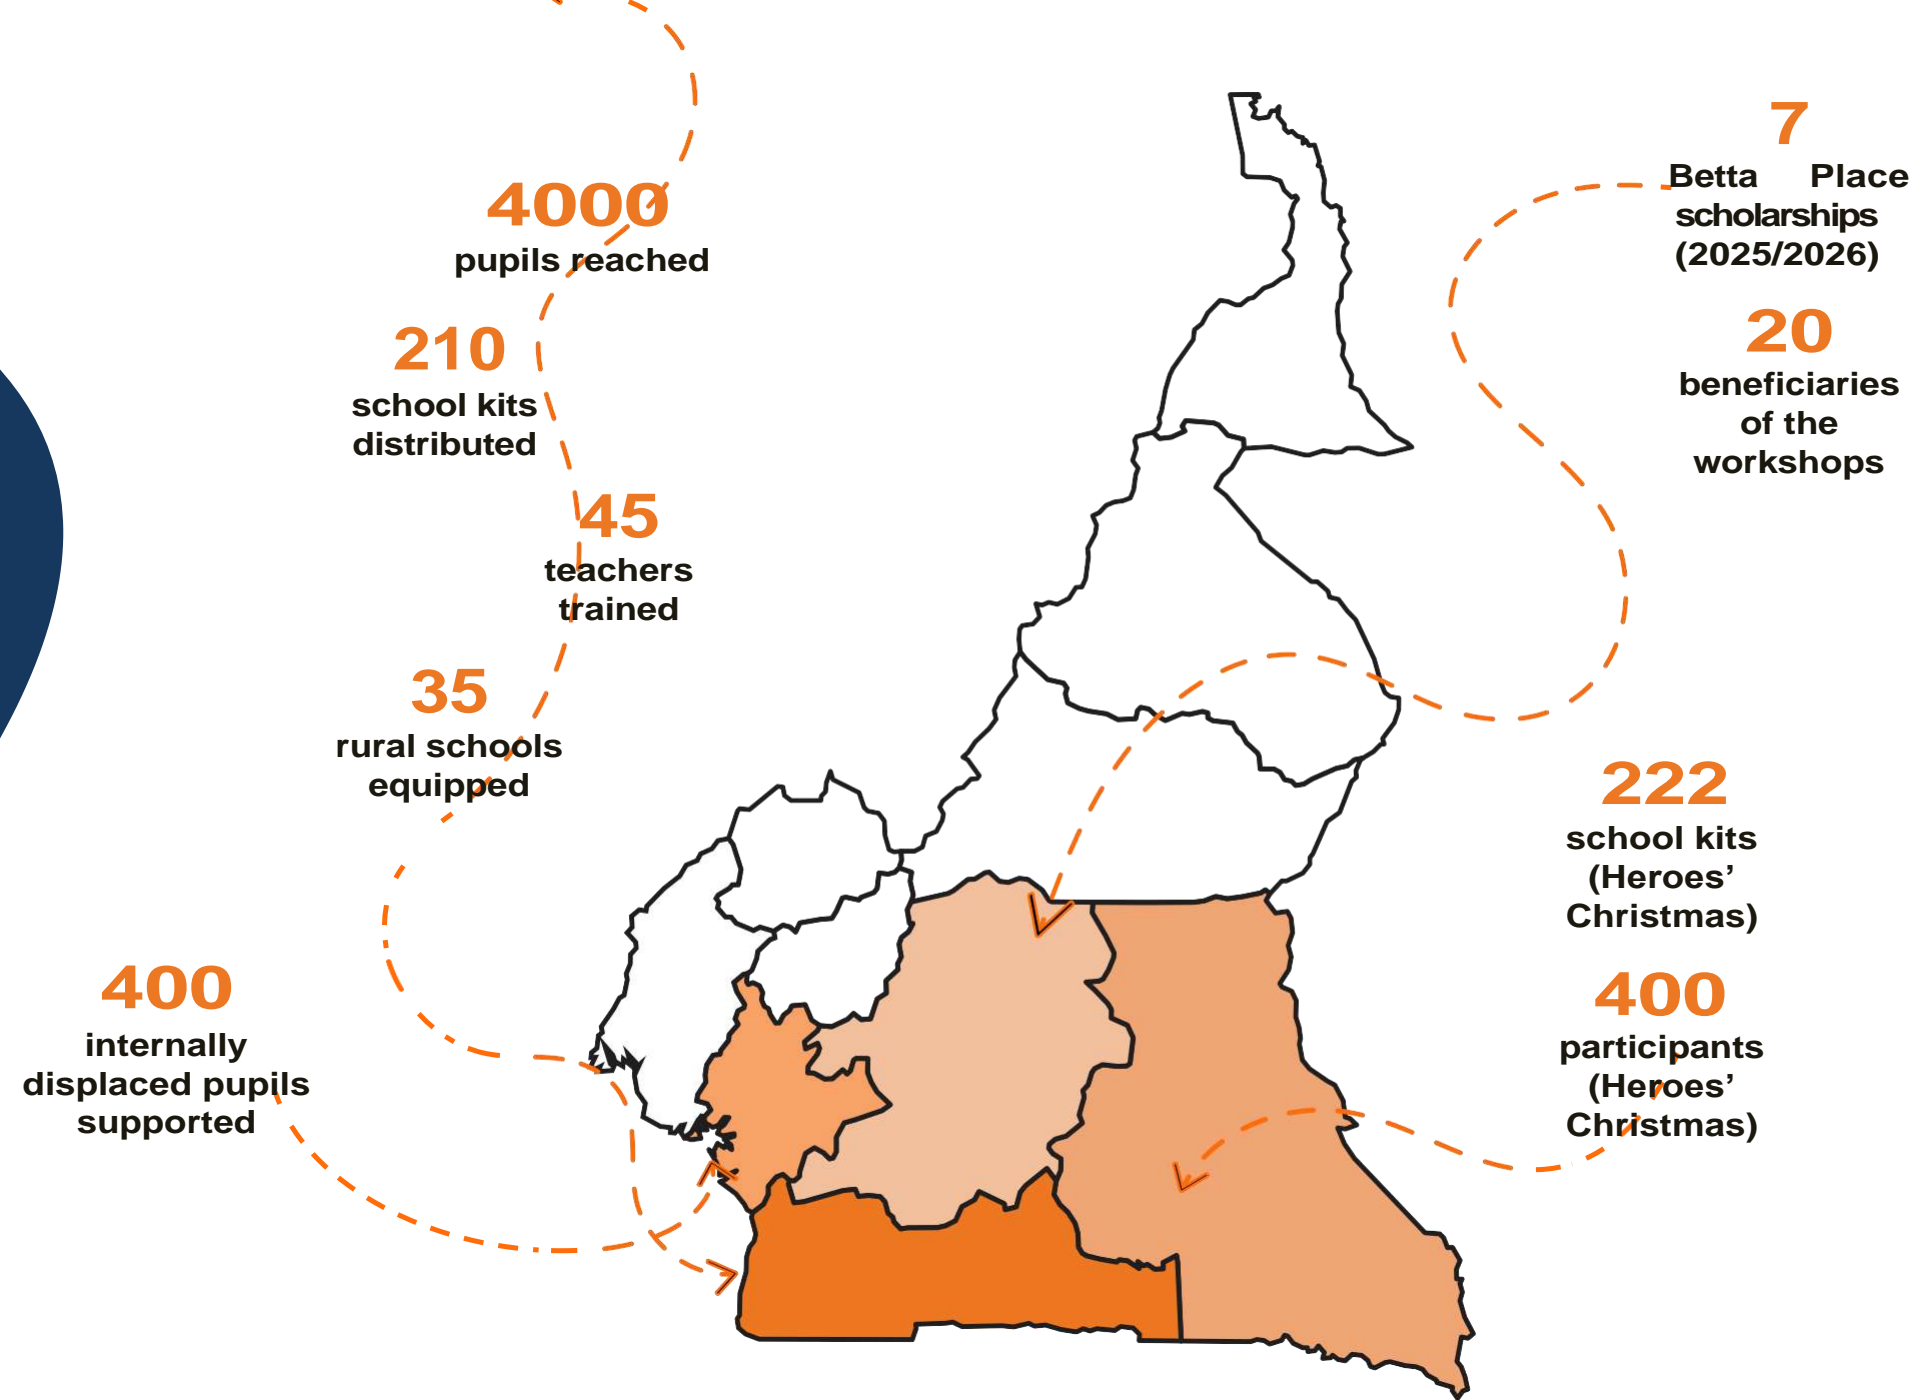 4000
pupils reached
210
school kits
distributed
45
teachers
trained
35
rural schools
equipped
400
internally
displaced pupils
supported
7
Betta Place
scholarships
(2025/2026)
20
beneficiaries
of the
workshops
222
school kits
(Heroes’
Christmas)
400
participants
(Heroes’
Christmas)